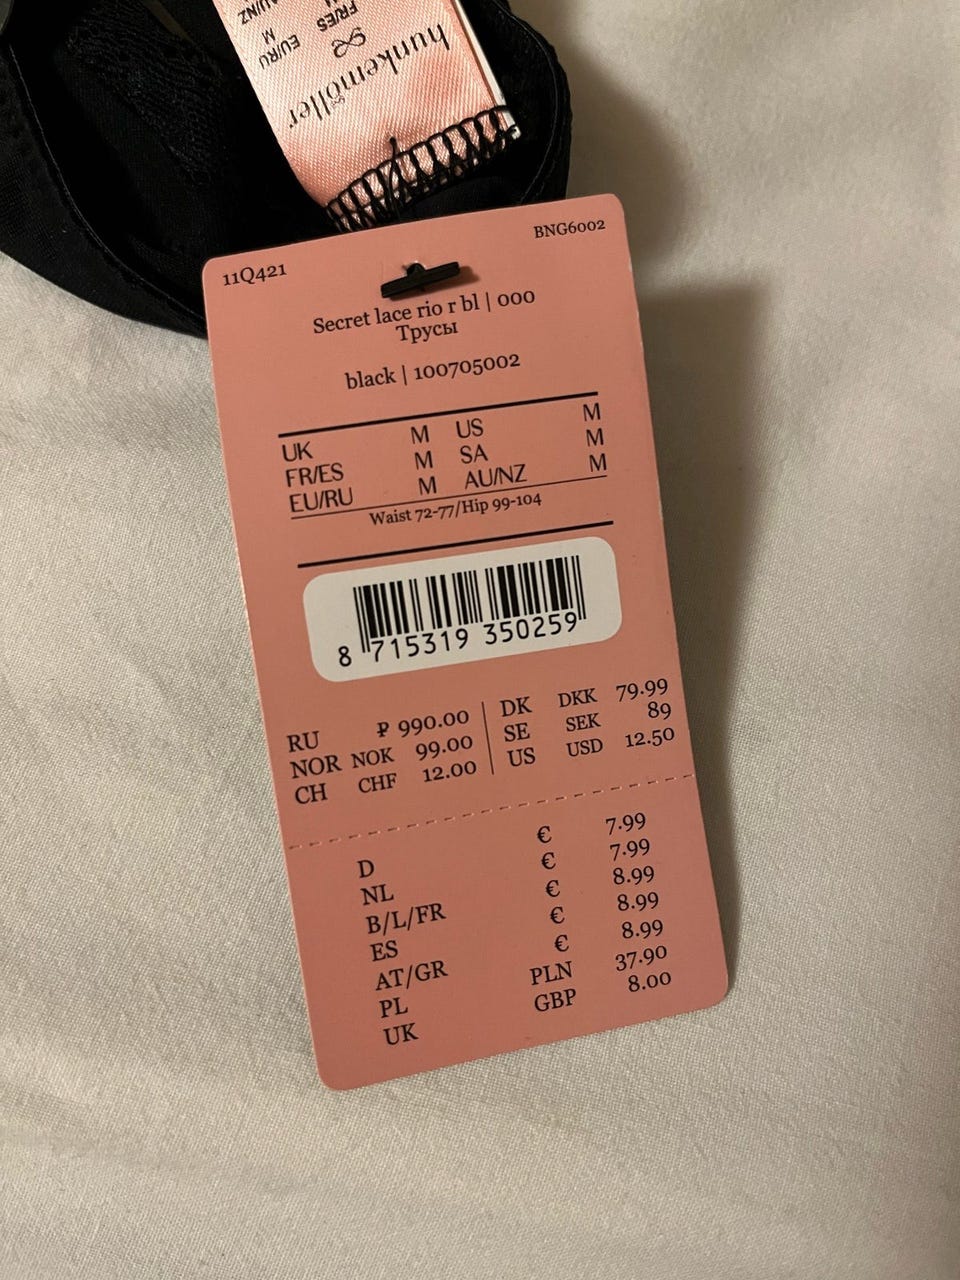 AU/NZ
FR/ES
EU/RU M
hunkemöller
11Q421 BNG6002
Secret lace rio r bl | 000
Трусы
black | 100705002
UK M US M
FR/ES M SA M
EU/RU M AU/NZ M
Waist 72-77/Hip 99-104
8 715319 350259
RU ₽ 990.00 DK DKK 79.99
NOR NOK 99.00 SE SEK 89
CH CHF 12.00 US USD 12.50
D € 7.99
NL € 7.99
B/L/FR € 8.99
ES € 8.99
AT/GR € 8.99
PL PLN 37.90
UK GBP 8.00